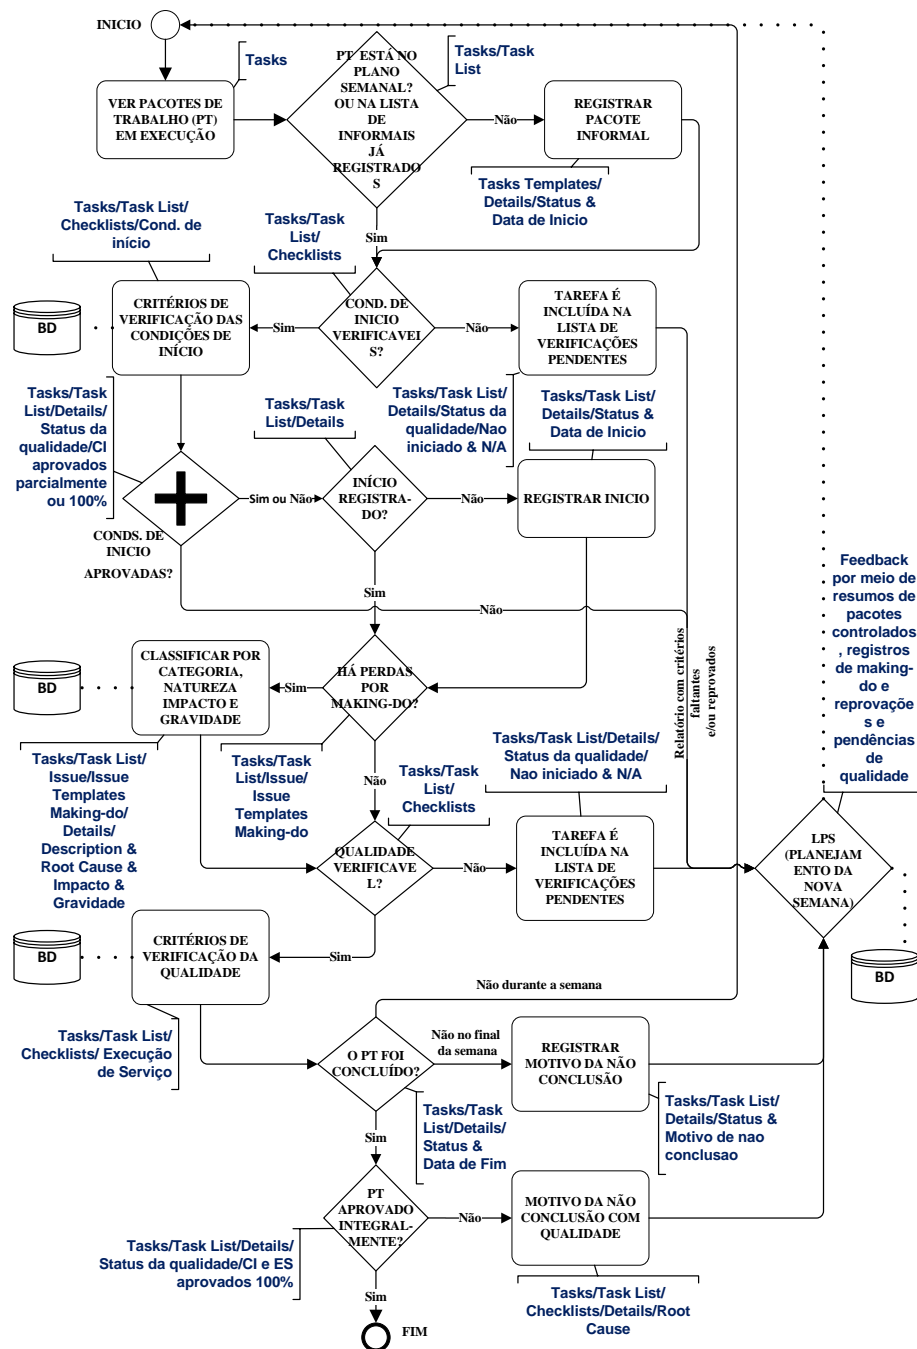 INICIO
Tasks
VER PACOTES DE
TRABALHO (PT)
EM EXECUÇÃO
PT ESTÁ NO
PLANO
SEMANAL?
OU NA LISTA
DE
INFORMAIS
JÁ
REGISTRADO
S
Tasks/Task
List
Não
REGISTRAR
PACOTE
INFORMAL
Tasks Templates/
Details/Status &
Data de Inicio
Sim
Tasks/Task List/
Checklists/Cond. de
início
Tasks/Task
List/
Checklists
BD
CRITÉRIOS DE
VERIFICAÇÃO DAS
CONDIÇÕES DE
INÍCIO
Sim
COND. DE
INICIO
VERIFICAVEI
S?
Não
TAREFA É
INCLUÍDA NA
LISTA DE
VERIFICAÇÕES
PENDENTES
Tasks/Task
List/Details/
Status da
qualidade/CI
aprovados
parcialmente
ou 100%
Tasks/Task
List/Details
Tasks/Task List/
Details/Status da
qualidade/Nao
iniciado & N/A
Tasks/Task List/
Details/Status &
Data de Inicio
CONDS. DE
INICIO
APROVADAS?
Sim ou Não
INÍCIO
REGISTRA-
DO?
Não
REGISTRAR INICIO
Sim
Não
Relatório com critérios
faltantes
e/ou reprovados
Feedback
por meio de
resumos de
pacotes
controlados
, registros
de making-
do e
reprovaçõe
s e
pendências
de
qualidade
BD
CLASSIFICAR POR
CATEGORIA,
NATUREZA
IMPACTO E
GRAVIDADE
Sim
HÁ PERDAS
POR
MAKING-DO?
Tasks/Task List/
Issue/Issue
Templates
Making-do/
Details/
Description &
Root Cause &
Impacto &
Gravidade
Tasks/Task
List/Issue/
Issue
Templates
Making-do
Não
Tasks/Task
List/
Checklists
Tasks/Task List/Details/
Status da qualidade/
Nao iniciado & N/A
QUALIDADE
VERIFICAVE
L?
Não
TAREFA É
INCLUÍDA NA
LISTA DE
VERIFICAÇÕES
PENDENTES
LPS
(PLANEJAM
ENTO DA
NOVA
SEMANA)
BD
BD
CRITÉRIOS DE
VERIFICAÇÃO DA
QUALIDADE
Sim
Não durante a semana
Tasks/Task List/
Checklists/ Execução
de Serviço
O PT FOI
CONCLUÍDO?
Não no final
da semana
REGISTRAR
MOTIVO DA NÃO
CONCLUSÃO
Tasks/Task
List/Details/
Status &
Data de Fim
Tasks/Task List/
Details/Status &
Motivo de nao
conclusao
Sim
PT
APROVADO
INTEGRAL-
MENTE?
Não
MOTIVO DA NÃO
CONCLUSÃO COM
QUALIDADE
Tasks/Task List/Details/
Status da qualidade/CI e ES
aprovados 100%
Tasks/Task List/
Checklists/Details/Root
Cause
Sim
FIM